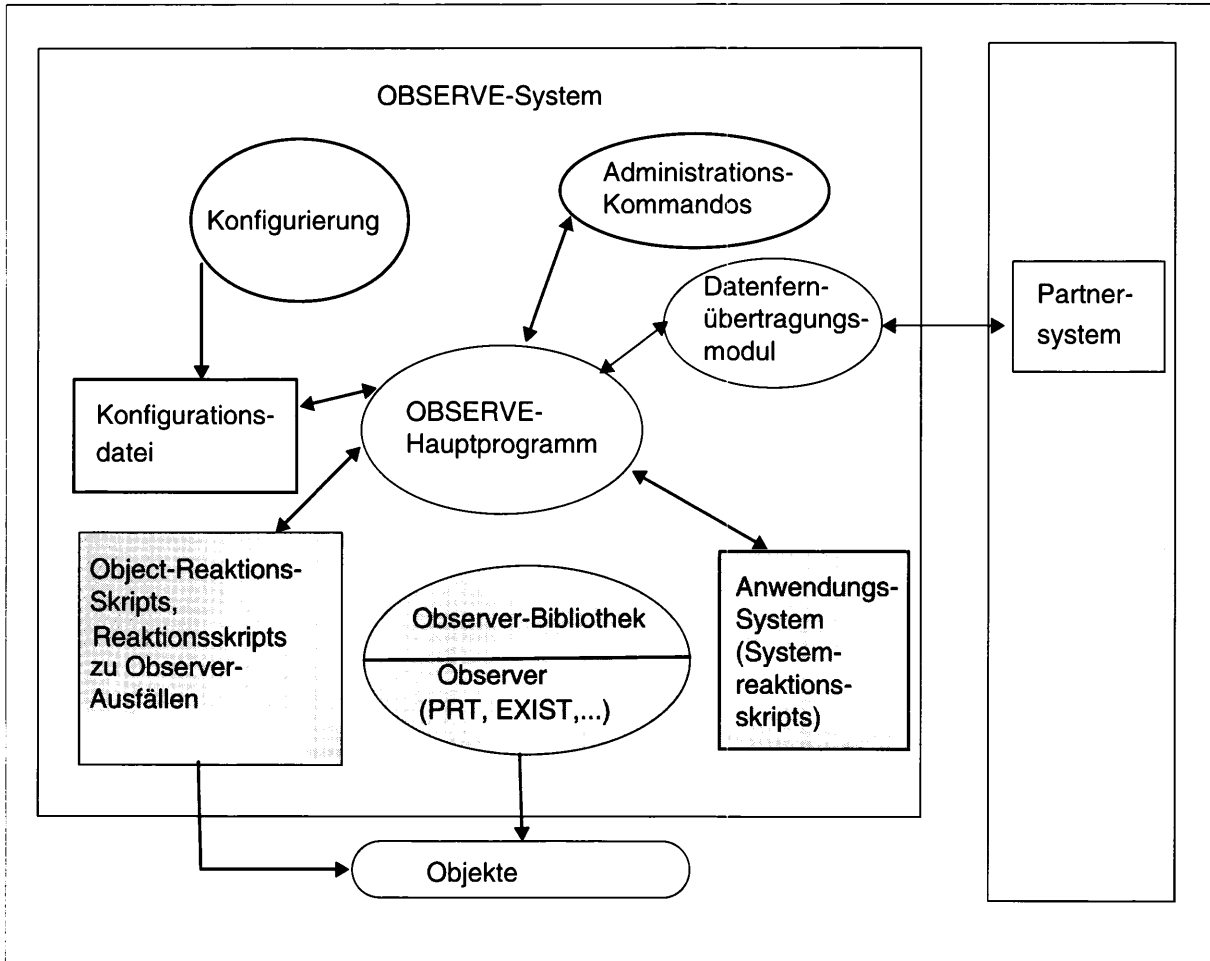 OBSERVE-System
Konfigurierung
Administrations-
Kommandos
Datenfern-
übertragungs-
modul
Partner-
system
Konfigurations-
datei
OBSERVE-
Hauptprogramm
Object-Reaktions-
Skripts,
Reaktionsskripts
zu Observer-
Ausfällen
Observer-Bibliothek
Observer
(PRT, EXIST,...)
Anwendungs-
System
(System-
reaktions-
skripts)
Objekte